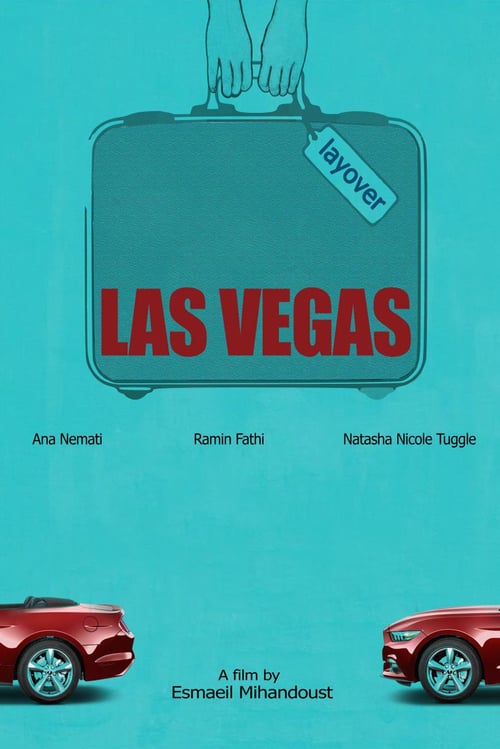 layover
LAS VEGAS
Ana Nemati Ramin Fathi Natasha Nicole Tuggle
A film by
Esmaeil Mihandoust